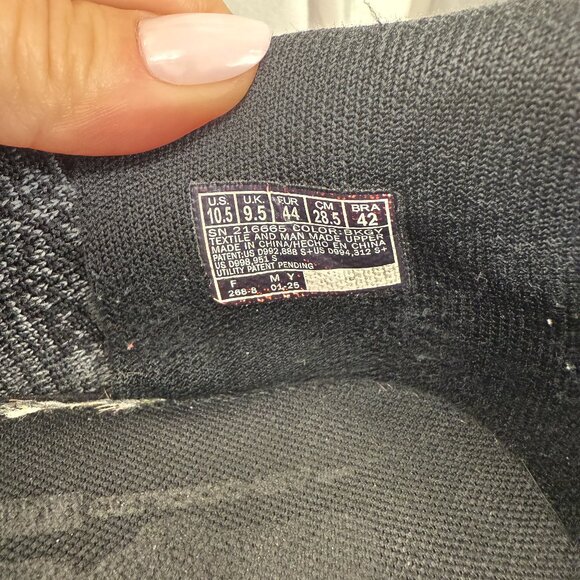 U.S. U.K. EUR CM BRA
10.5 9.5 44 28.5 42
SN 216665 COLOR:BKGY
TEXTILE AND MAN MADE UPPER
MADE IN CHINA/HECHO EN CHINA
PATENT:US D992,888 S+US D994,312 S+
US D998,951 S
UTILITY PATENT PENDING
F M Y
268-8 01-25